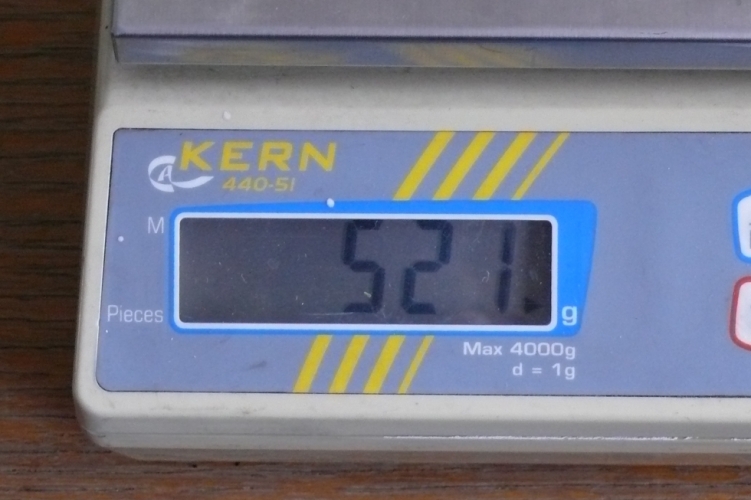 KERN
440-51
M
521
Pieces
g
Max 4000g
d = 1g